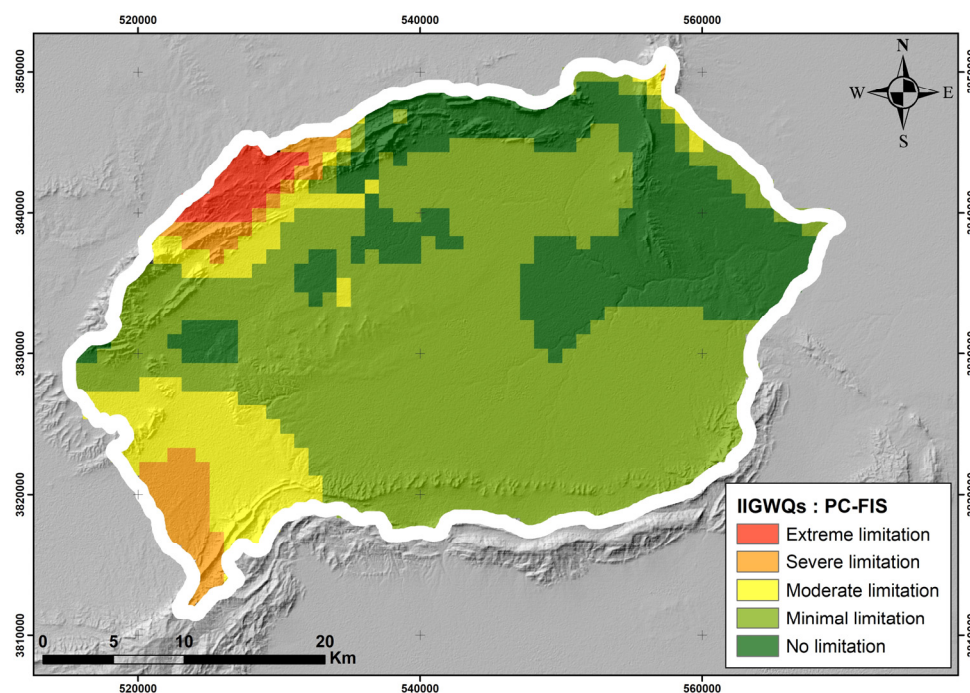 520000 540000 560000
N
W E
S
3850000
3840000
3830000
3820000
3810000
IIGWQs : PC-FIS
Extreme limitation
Severe limitation
Moderate limitation
Minimal limitation
No limitation
0 5 10 20
Km
520000 540000 560000